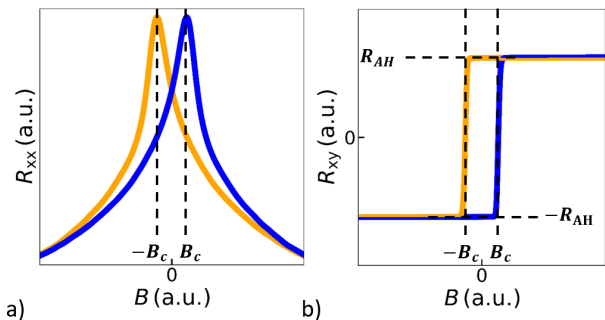 R_xx (a.u.)
−B_c B_c
0
B (a.u.)
a)
R_xy (a.u.)
R_AH
0
−R_AH
−B_c B_c
0
B (a.u.)
b)